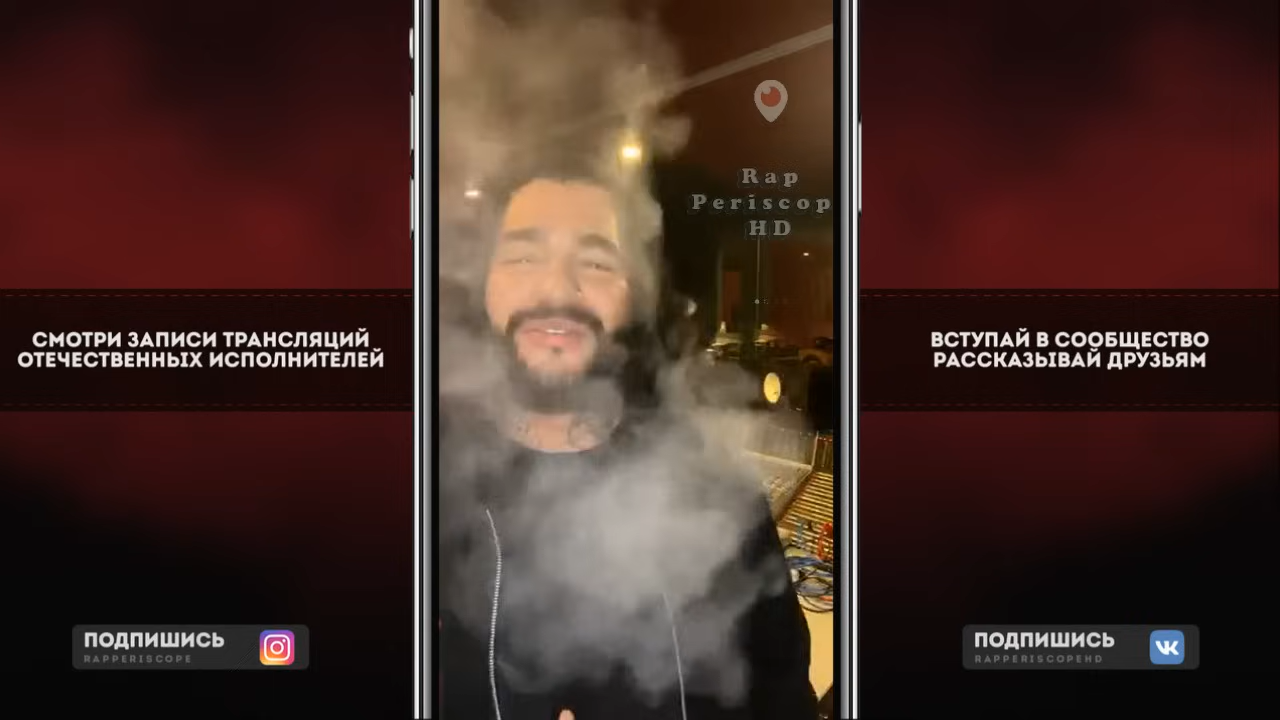 Rap
Periscop
HD
СМОТРИ ЗАПИСИ ТРАНСЛЯЦИЙ
ОТЕЧЕСТВЕННЫХ ИСПОЛНИТЕЛЕЙ
ВСТУПАЙ В СООБЩЕСТВО
РАССКАЗЫВАЙ ДРУЗЬЯМ
ПОДПИШИСЬ
RAPPERISCOPE
ПОДПИШИСЬ
RAPPERISCOPEHD